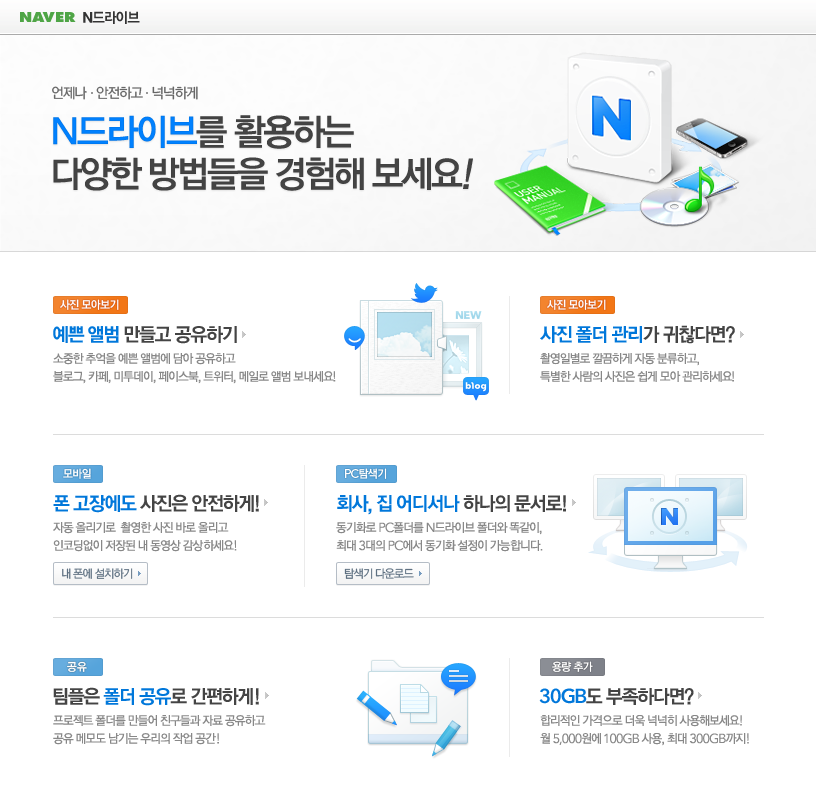 NAVER N드라이브
언제나 · 안전하고 · 넉넉하게
N드라이브를 활용하는
다양한 방법들을 경험해 보세요!
N
USER
MANUAL
사진 모아보기
예쁜 앨범 만들고 공유하기
소중한 추억을 예쁜 앨범에 담아 공유하고
블로그, 카페, 미투데이, 페이스북, 트위터, 메일로 앨범 보내세요!
NEW
blog
사진 모아보기
사진 폴더 관리가 귀찮다면?
촬영일별로 깔끔하게 자동 분류하고,
특별한 사람의 사진은 쉽게 모아 관리하세요!
모바일
폰 고장에도 사진은 안전하게!
자동 올리기로 촬영한 사진 바로 올리고
인코딩없이 저장된 내 동영상 감상하세요!
내 폰에 설치하기
PC탐색기
회사, 집 어디서나 하나의 문서로!
동기화로 PC폴더를 N드라이브 폴더와 똑같이,
최대 3대의 PC에서 동기화 설정이 가능합니다.
탐색기 다운로드
N
공유
팀플은 폴더 공유로 간편하게!
프로젝트 폴더를 만들어 친구들과 자료 공유하고
공유 메모도 남기는 우리의 작업 공간!
용량 추가
30GB도 부족하다면?
합리적인 가격으로 더욱 넉넉히 사용해보세요!
월 5,000원에 100GB 사용, 최대 300GB까지!